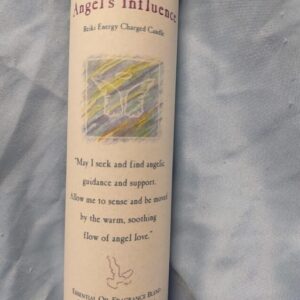 Angel's Influence
Reiki Energy Charged Candle
"May I seek and find angelic
guidance and support.
Allow me to sense and be moved
by the warm, soothing
flow of angel love."
Essential Oil Fragrance Blend